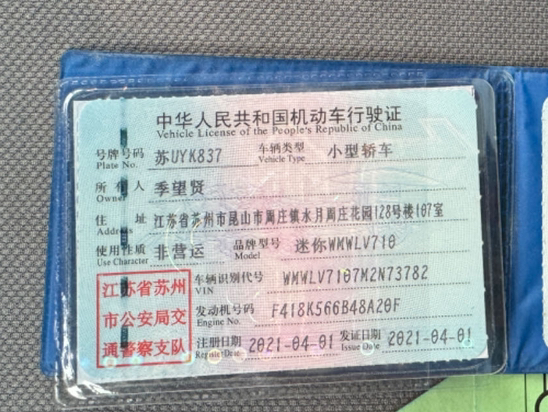 中华人民共和国机动车行驶证
Vehicle License of the People's Republic of China
号牌号码 苏UYK837 车辆类型 小型轿车
Plate No. Vehicle Type
所有人 季望贤
Owner
住址 江苏省苏州市昆山市周庄镇水月周庄花园128号楼107室
Address
使用性质 非营运 品牌型号 迷你WMWLV710
Use Character Model
江苏省苏州
市公安局交
通警察支队
车辆识别代号 WMWLV7107M2N73782
VIN
发动机号码 F418K566B48A20F
Engine No.
注册日期 2021-04-01 发证日期 2021-04-01
Register Date Issue Date